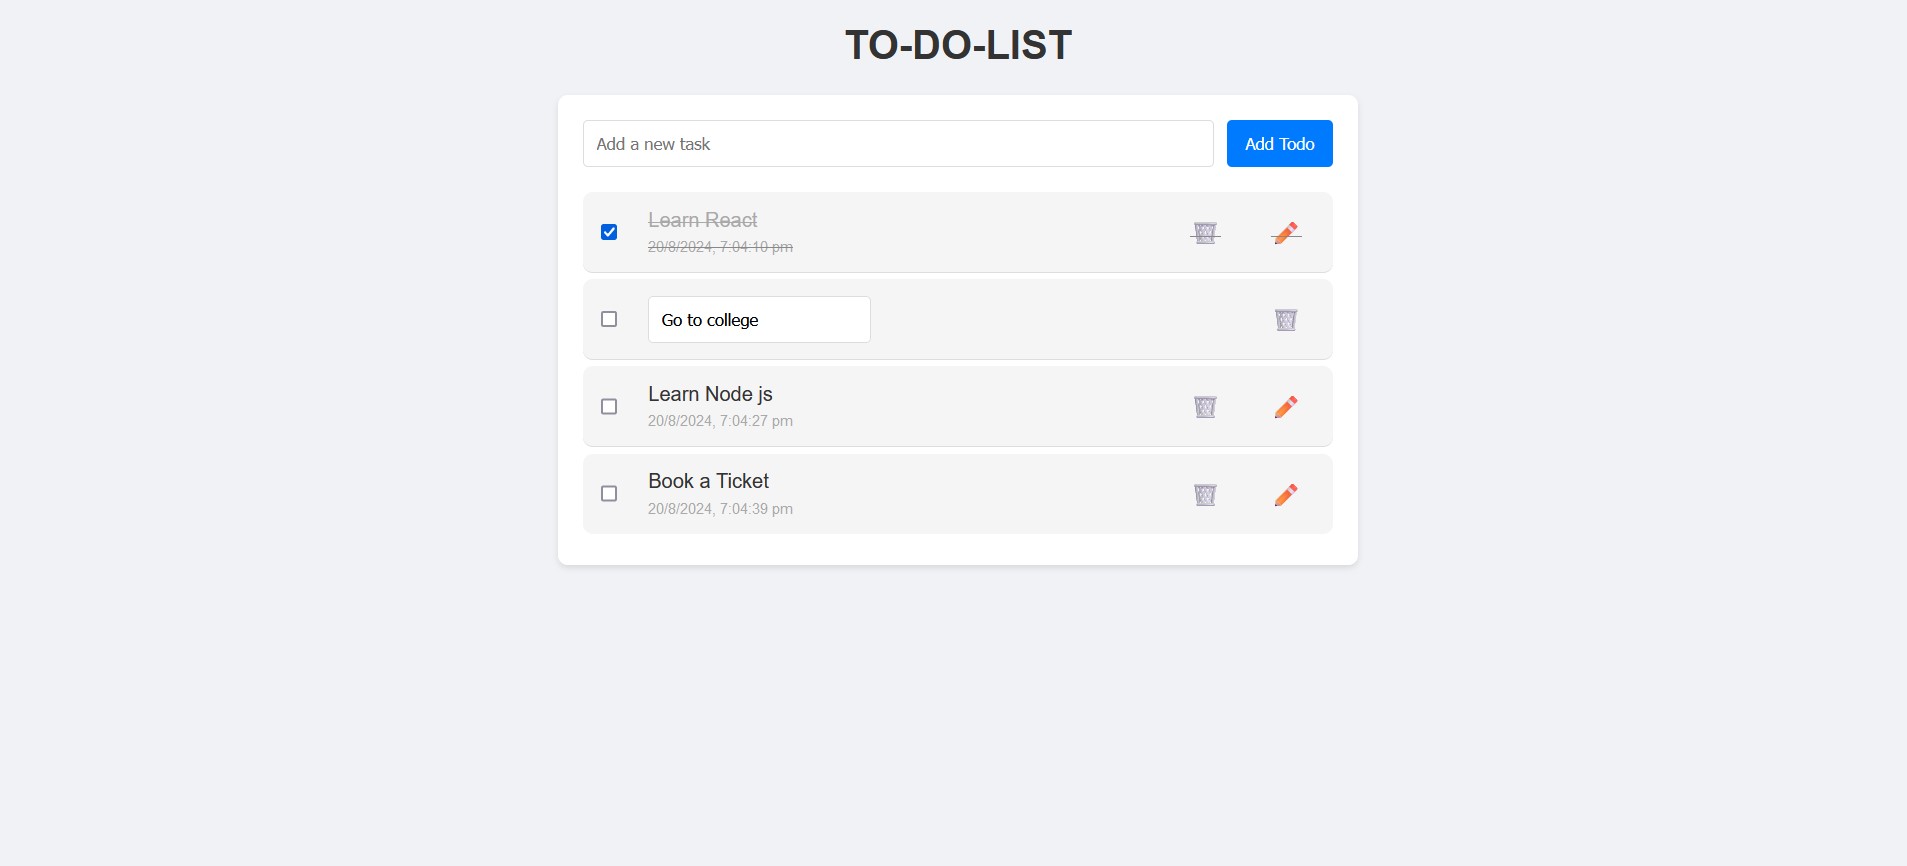 TO-DO-LIST
Add a new task
Add Todo
Learn React
20/8/2024, 7:04:10 pm
Go to college
Learn Node js
20/8/2024, 7:04:27 pm
Book a Ticket
20/8/2024, 7:04:39 pm